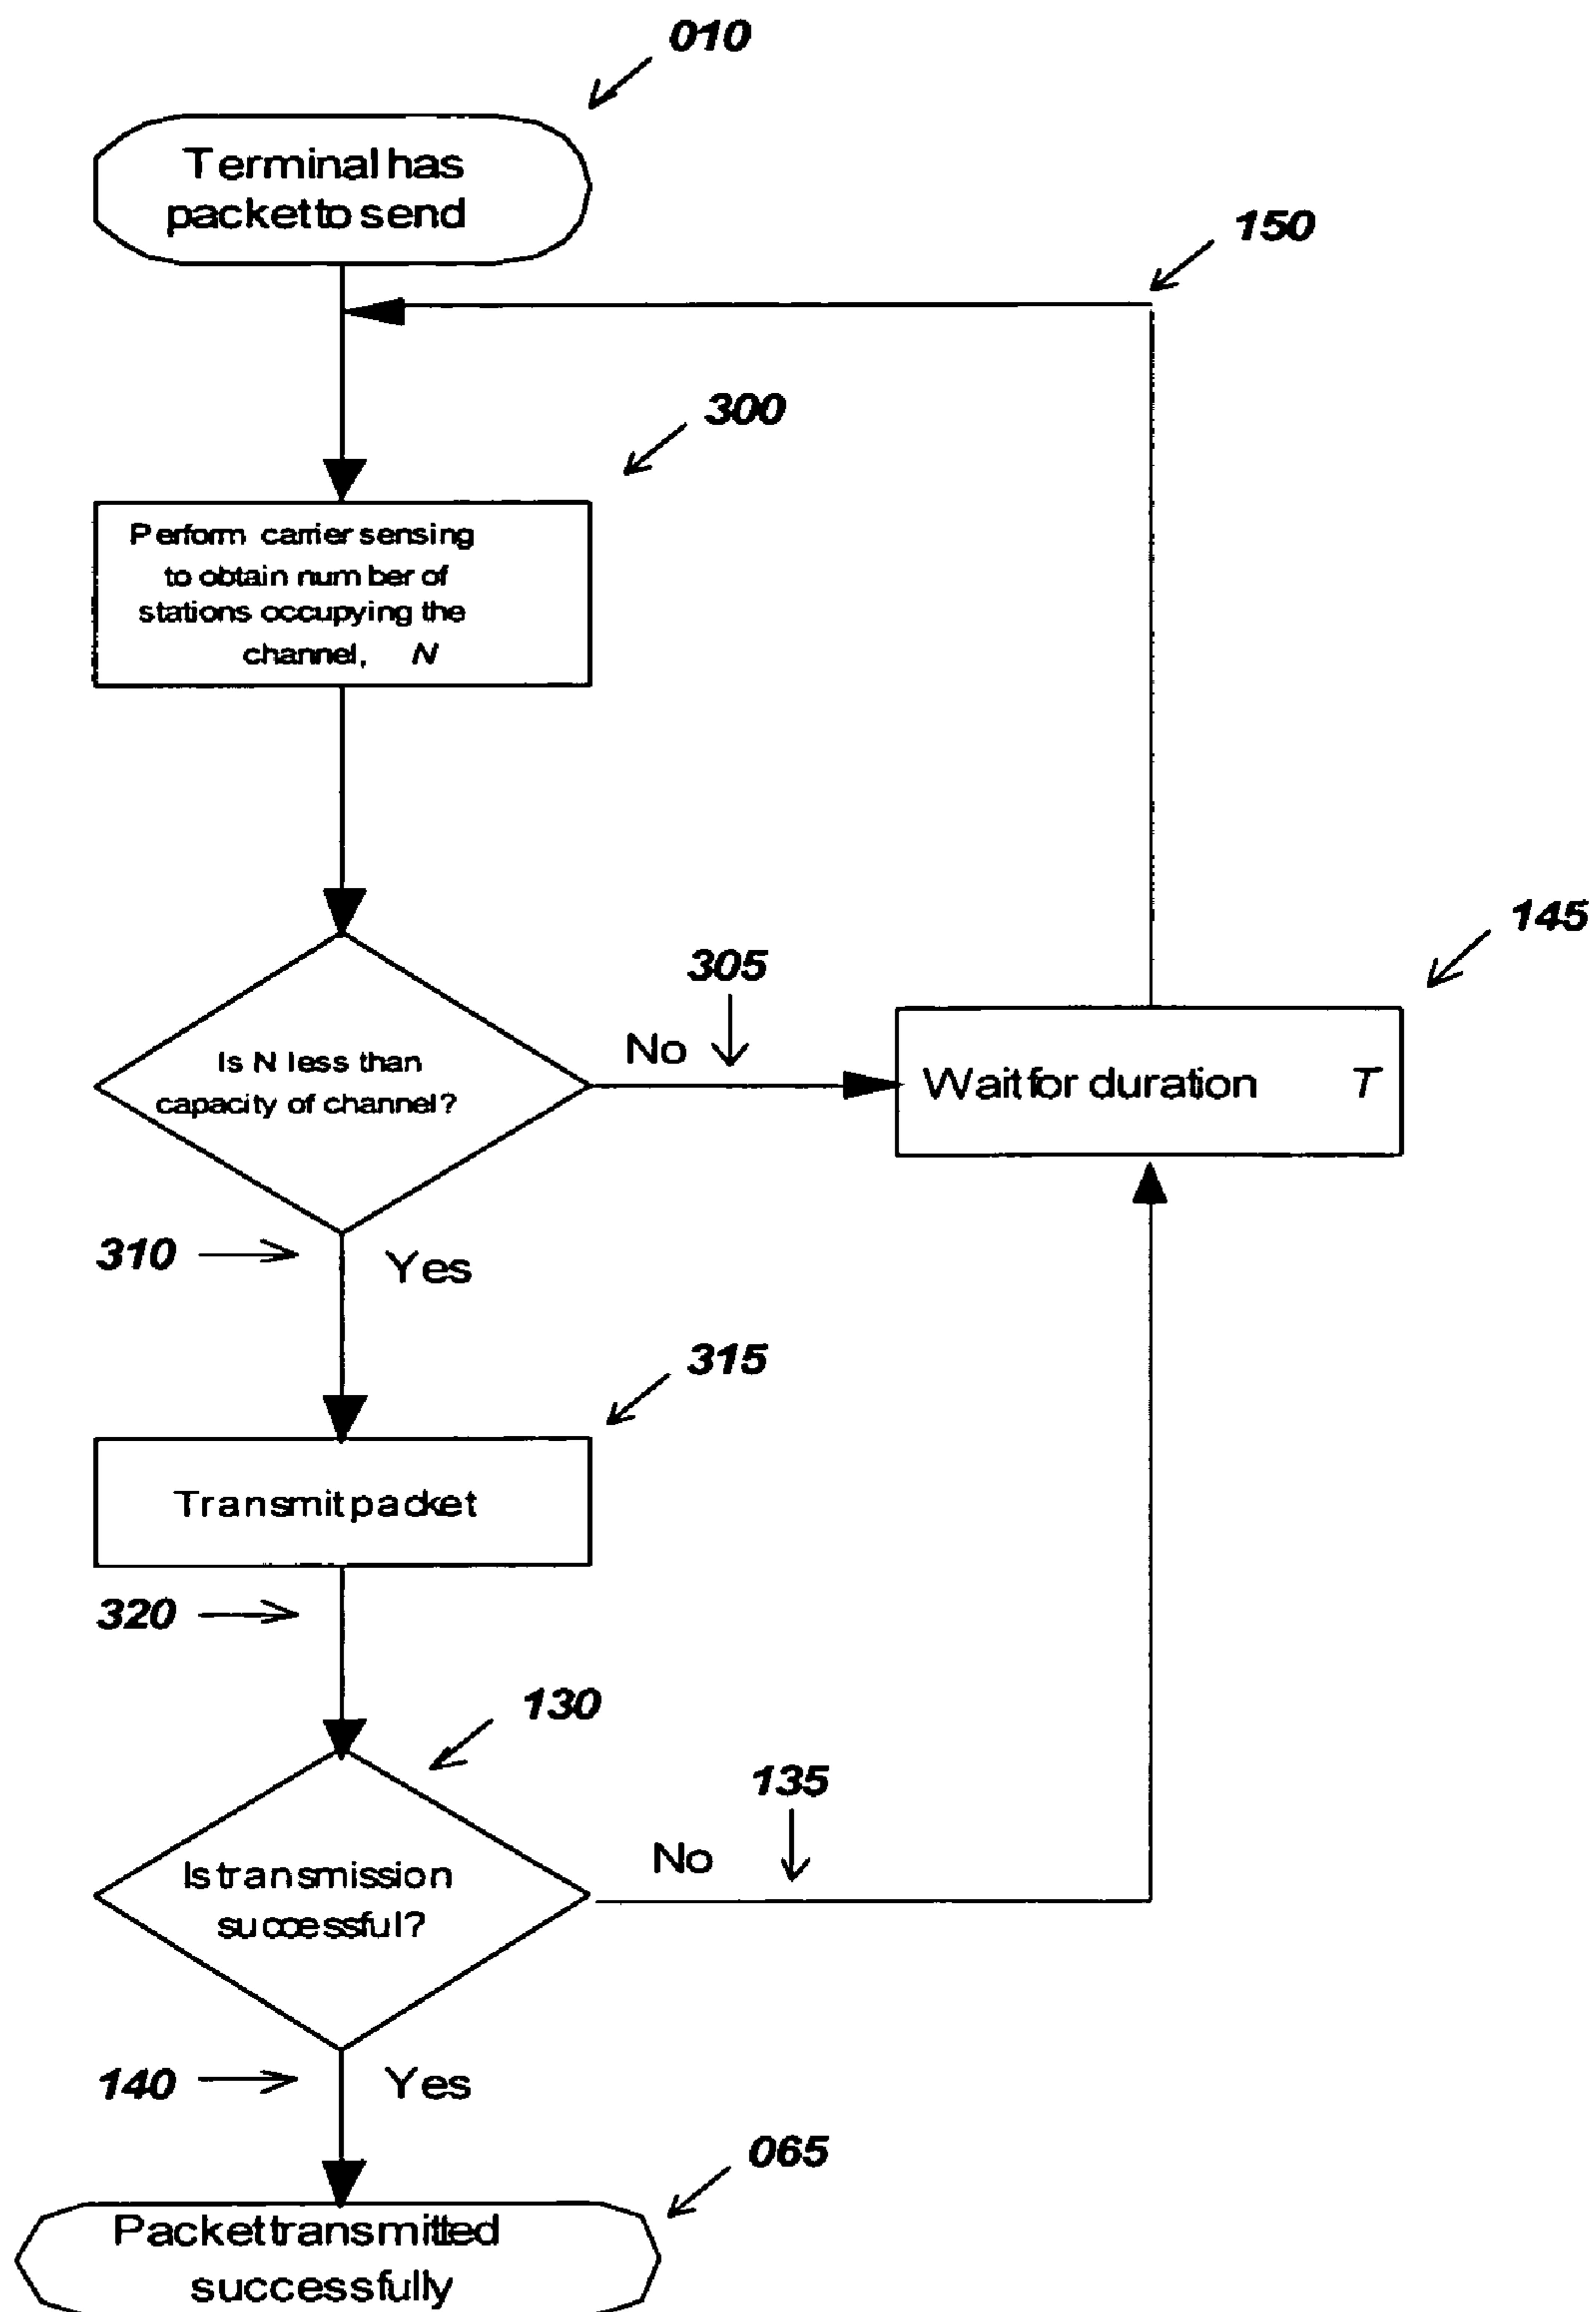 010
Terminal has
packet to send
150
300
Perform carrier sensing
to obtain number of
stations occupying the
channel, N
145
305
Is N less than
capacity of channel?
No
Wait for duration T
310
Yes
315
Transmit packet
320
130
135
Is transmission
successful?
No
140
Yes
065
Packet transmitted
successfully